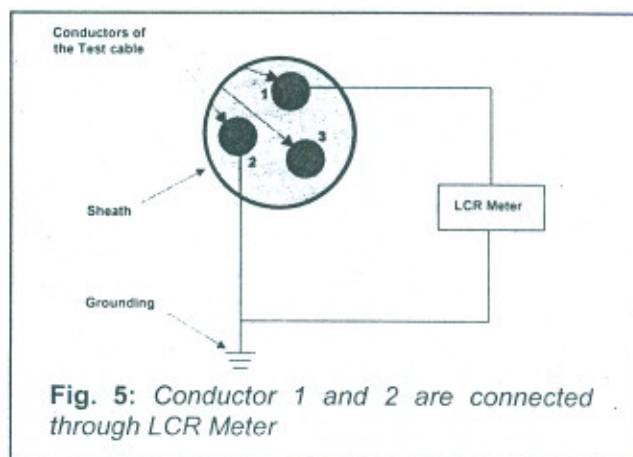 Conductors of
the Test cable
1
3
2
Sheath
LCR Meter
Grounding
Fig. 5: Conductor 1 and 2 are connected
through LCR Meter